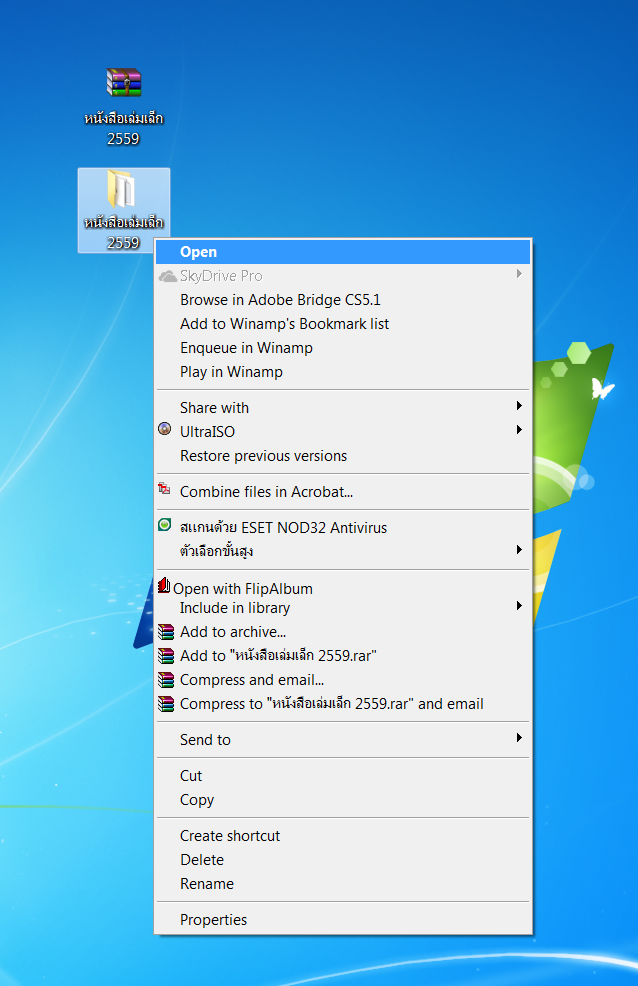 หนังสือเล่มเล็ก
2559
หนังสือเล่มเล็ก
2559
Open
SkyDrive Pro
Browse in Adobe Bridge CS5.1
Add to Winamp's Bookmark list
Enqueue in Winamp
Play in Winamp
Share with
UltraISO
Restore previous versions
Combine files in Acrobat...
สแกนด้วย ESET NOD32 Antivirus
ตัวเลือกขั้นสูง
Open with FlipAlbum
Include in library
Add to archive...
Add to "หนังสือเล่มเล็ก 2559.rar"
Compress and email...
Compress to "หนังสือเล่มเล็ก 2559.rar" and email
Send to
Cut
Copy
Create shortcut
Delete
Rename
Properties